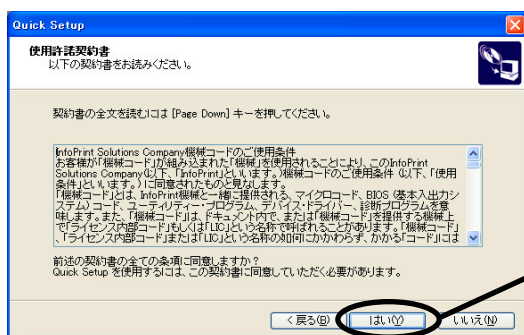 Quick Setup
使用許諾契約書
以下の契約書をお読みください。
契約書の全文を読むには [Page Down] キーを押してください。
InfoPrint Solutions Company機械コードのご使用条件
お客様が「機械コード」が組み込まれた「機械」を使用されることにより、このInfoPrint
Solutions Company(以下、「InfoPrint」といいます。)機械コードのご使用条件 (以下、「使用
条件」といいます。)に同意されたものと見なします。
「機械コード」とは、InfoPrint機械と一緒に提供される、マイクロコード、BIOS (基本入出力シ
ステム) コード、ユーティリティー・プログラム、デバイス・ドライバー、診断プログラムを意
味します。また、「機械コード」は、ドキュメント内で、または「機械コード」を提供する機械上
で「ライセンス内部コード」もしくは「LIC」という名称で呼ばれることがあります。「機械コード」
、「ライセンス内部コード」または「LIC」という名称の如何にかかわらず、かかる「コード」には
前述の契約書の全ての条項に同意しますか?
Quick Setup を使用するには、この契約書に同意していただく必要があります。
< 戻る(B)
はい(Y)
いいえ(N)